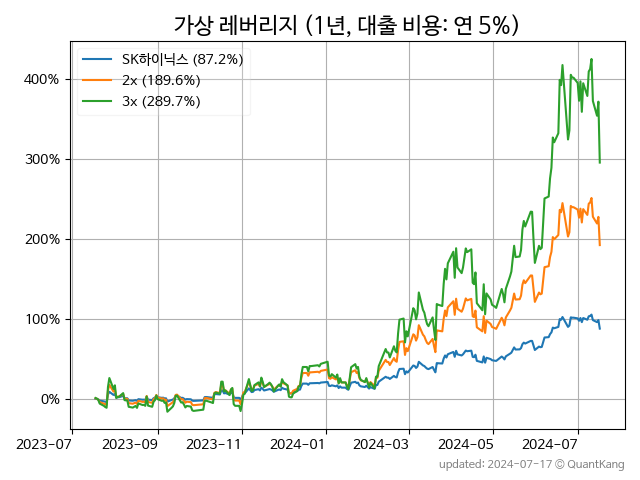 가상 레버리지 (1년, 대출 비용: 연 5%)
SK하이닉스 (87.2%)
2x (189.6%)
3x (289.7%)
400%
300%
200%
100%
0%
2023-07 2023-09 2023-11 2024-01 2024-03 2024-05 2024-07
updated: 2024-07-17 © QuantKang